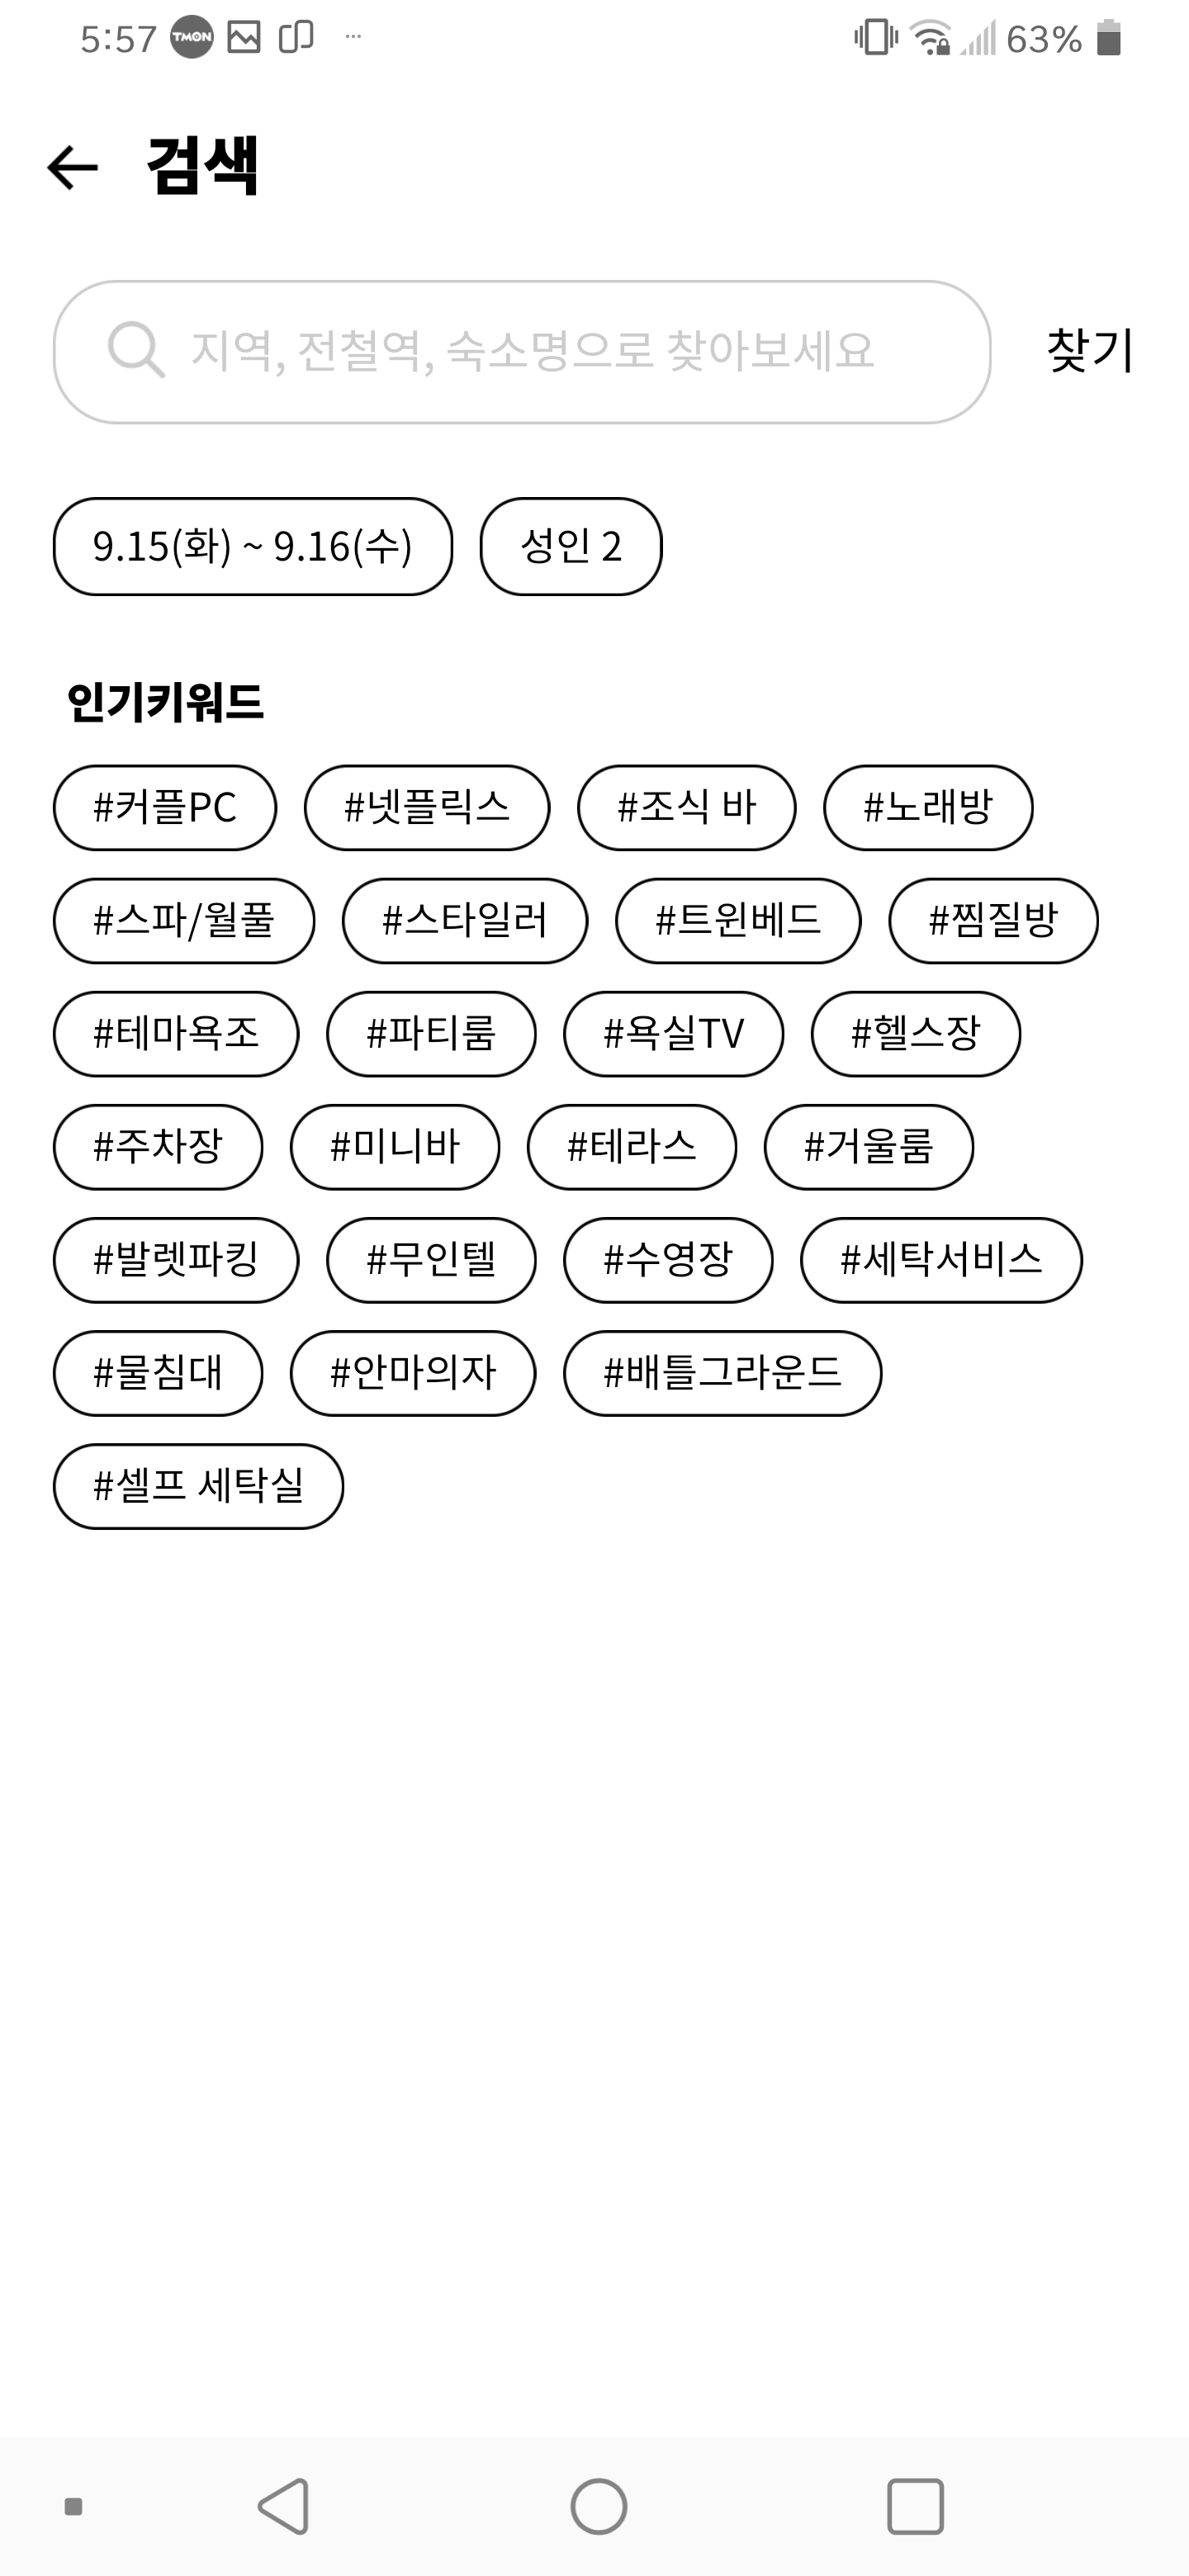 5:57 TMON ... 63%
검색
지역, 전철역, 숙소명으로 찾아보세요 찾기
9.15(화) ~ 9.16(수) 성인 2
인기키워드
#커플PC #넷플릭스 #조식 바 #노래방
#스파/월풀 #스타일러 #트윈베드 #찜질방
#테마욕조 #파티룸 #욕실TV #헬스장
#주차장 #미니바 #테라스 #거울룸
#발렛파킹 #무인텔 #수영장 #세탁서비스
#물침대 #안마의자 #배틀그라운드
#셀프 세탁실